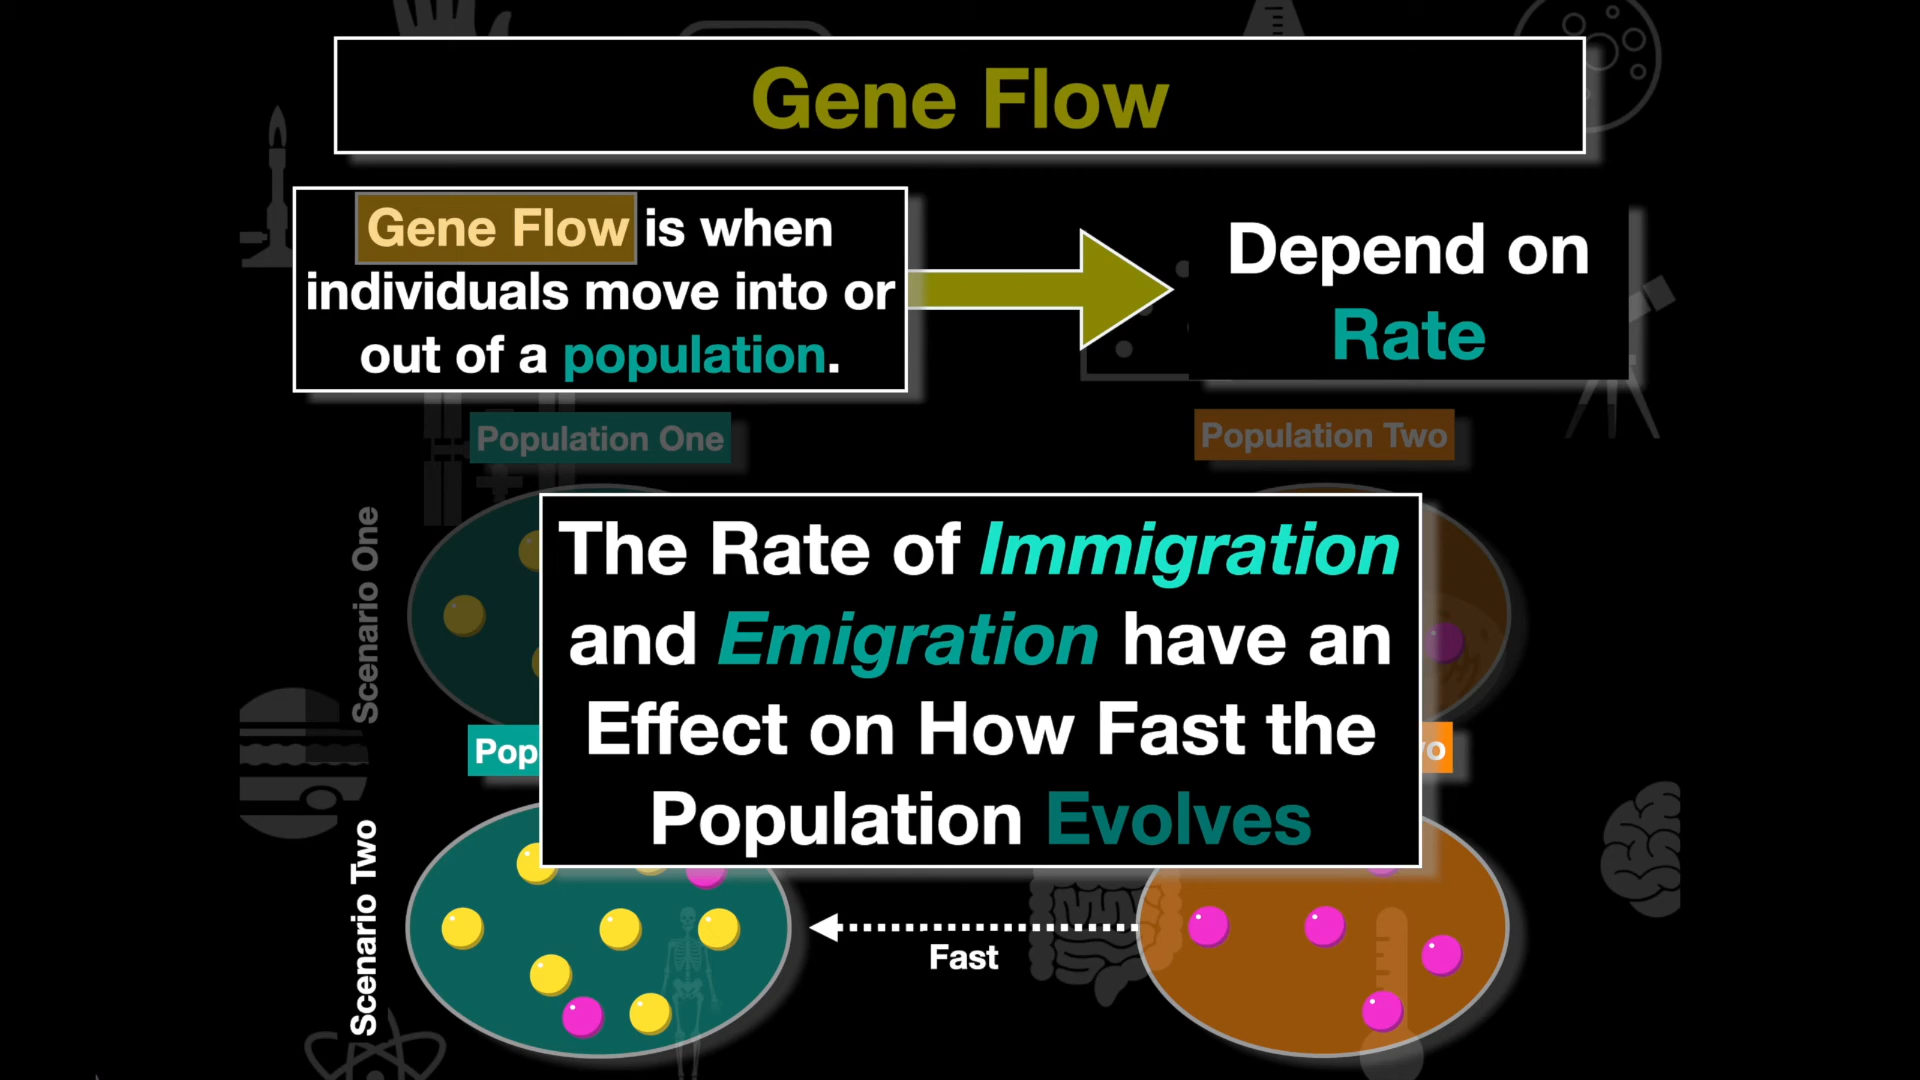 Gene Flow
Gene Flow is when
individuals move into or
out of a population.
Depend on
Rate
Population One
Population Two
Scenario One
The Rate of Immigration
and Emigration have an
Effect on How Fast the
Population Evolves
Pop
Scenario Two
Fast